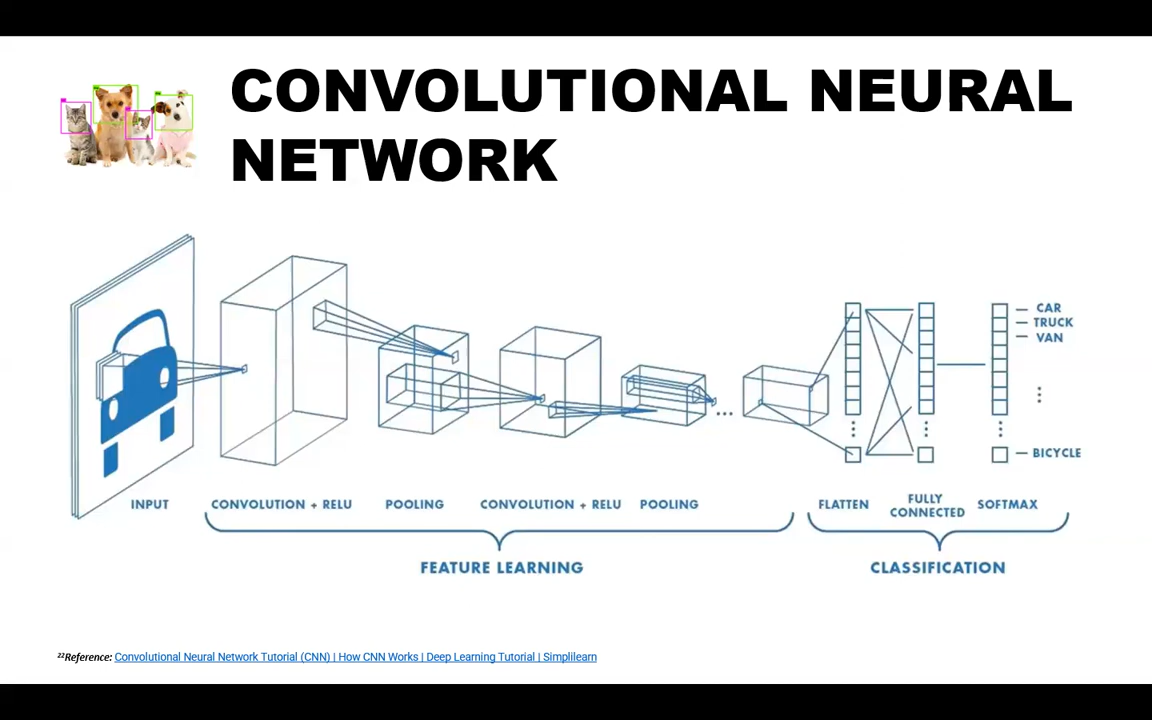 CONVOLUTIONAL NEURAL
NETWORK
CAR
TRUCK
VAN
BICYCLE
INPUT
CONVOLUTION + RELU
POOLING
CONVOLUTION + RELU
POOLING
FLATTEN
FULLY
CONNECTED
SOFTMAX
FEATURE LEARNING
CLASSIFICATION
²²Reference: Convolutional Neural Network Tutorial (CNN) | How CNN Works | Deep Learning Tutorial | Simplilearn